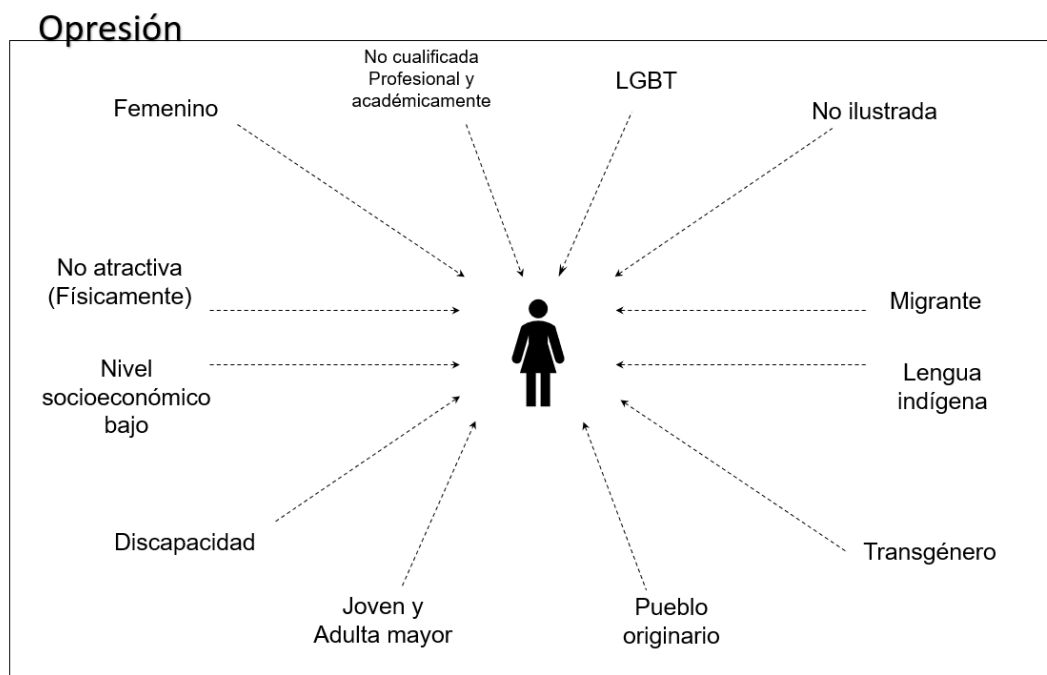 Opresión
No cualificada
Profesional y
académicamente
LGBT
Femenino
No ilustrada
No atractiva
(Físicamente)
Migrante
Nivel
socioeconómico
bajo
Lengua
indígena
Discapacidad
Transgénero
Joven y
Adulta mayor
Pueblo
originario